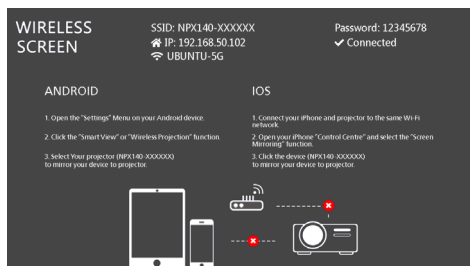 WIRELESS
SCREEN
SSID: NPX140-XXXXXX
IP: 192.168.50.102
UBUNTU-5G
Password: 12345678
Connected
ANDROID
1. Open the "Settings" Menu on your Android device.
2. Click the "Smart View" or "Wireless Projection" function.
3. Select Your projector (NPX140-XXXXXX)
to mirror your device to projector.
IOS
1. Connect your iPhone and projector to the same Wi-Fi
network.
2. Open your iPhone "Control Centre" and select the "Screen
Mirroring" function.
3. Click the device (NPX140-XXXXXX)
to mirror your device to projector.